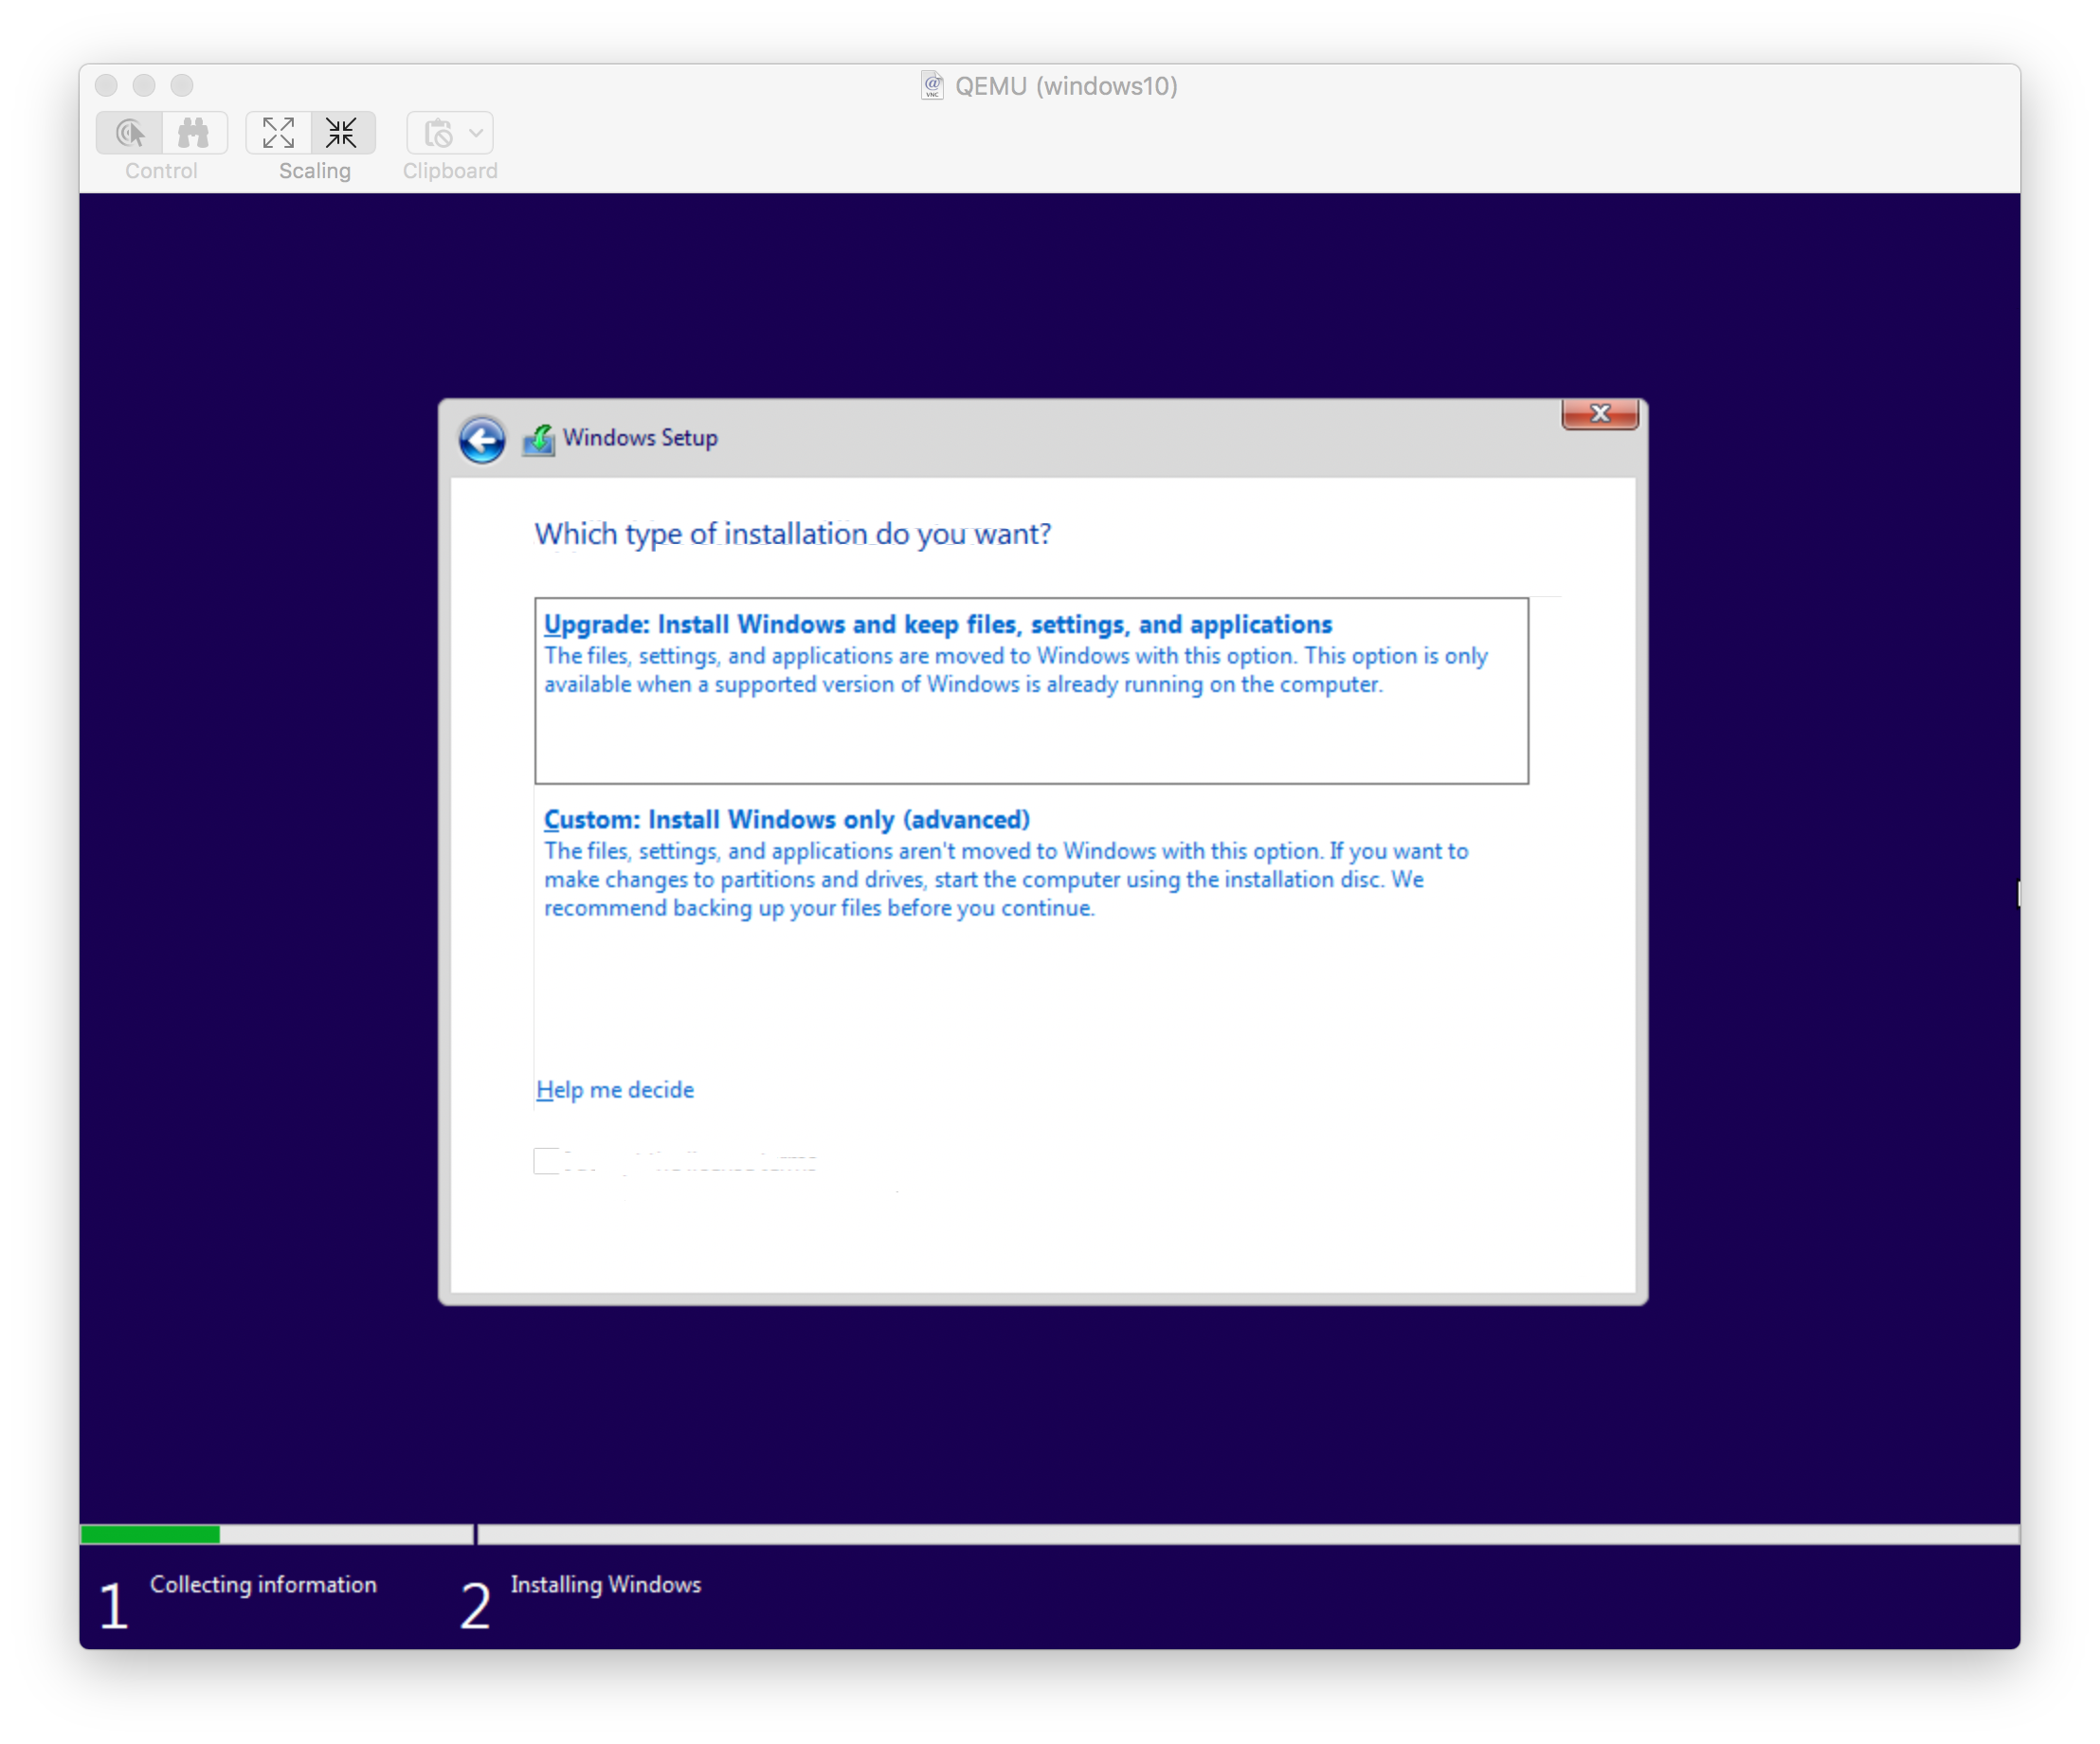 QEMU (windows10)
Control
Scaling
Clipboard
Windows Setup
Which type of installation do you want?
Upgrade: Install Windows and keep files, settings, and applications
The files, settings, and applications are moved to Windows with this option. This option is only
available when a supported version of Windows is already running on the computer.
Custom: Install Windows only (advanced)
The files, settings, and applications aren't moved to Windows with this option. If you want to
make changes to partitions and drives, start the computer using the installation disc. We
recommend backing up your files before you continue.
Help me decide
1 Collecting information
2 Installing Windows